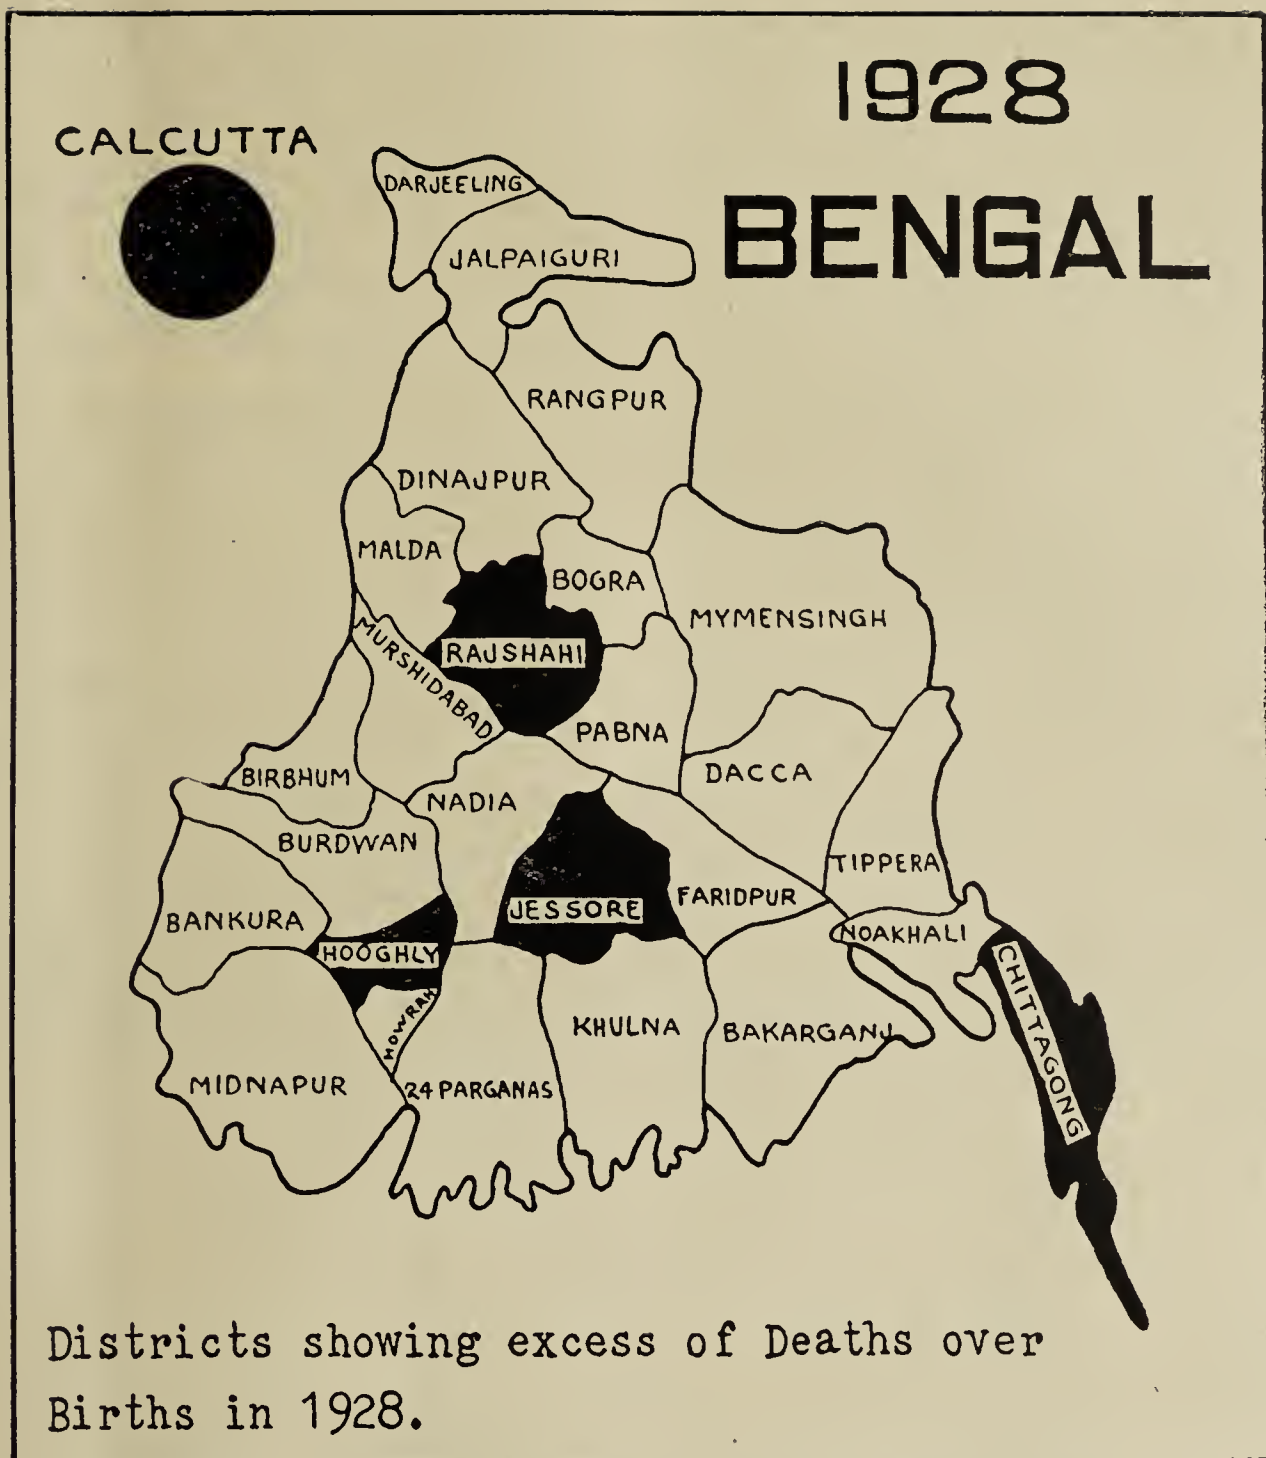 1928
BENGAL
CALCUTTA
DARJEELING
JALPAIGURI
RANGPUR
DINAJPUR
MALDA
BOGRA
MYMENSINGH
MURSHIDABAD
RAJSHAHI
PABNA
DACCA
BIRBHUM
NADIA
BURDWAN
TIPPERA
BANKURA
JESSORE
FARIDPUR
HOOGHLY
NOAKHALI
CHITTAGONG
HOWRAH
KHULNA
BAKARGANJ
MIDNAPUR
24 PARGANAS
Districts showing excess of Deaths over
Births in 1928.